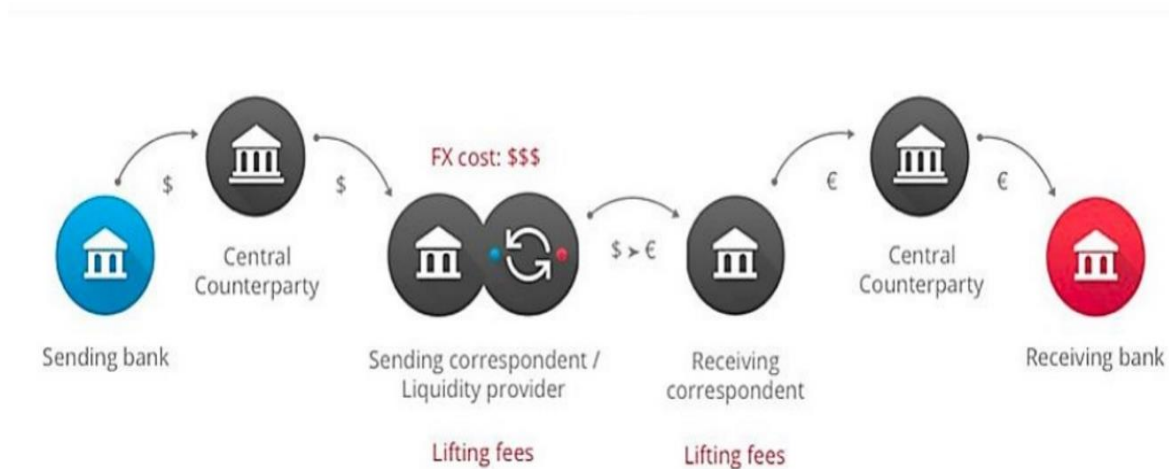 FX cost: $$$
$
$
$ ➤ €
€
€
Central
Counterparty
Central
Counterparty
Sending bank
Sending correspondent /
Liquidity provider
Receiving
correspondent
Receiving bank
Lifting fees
Lifting fees